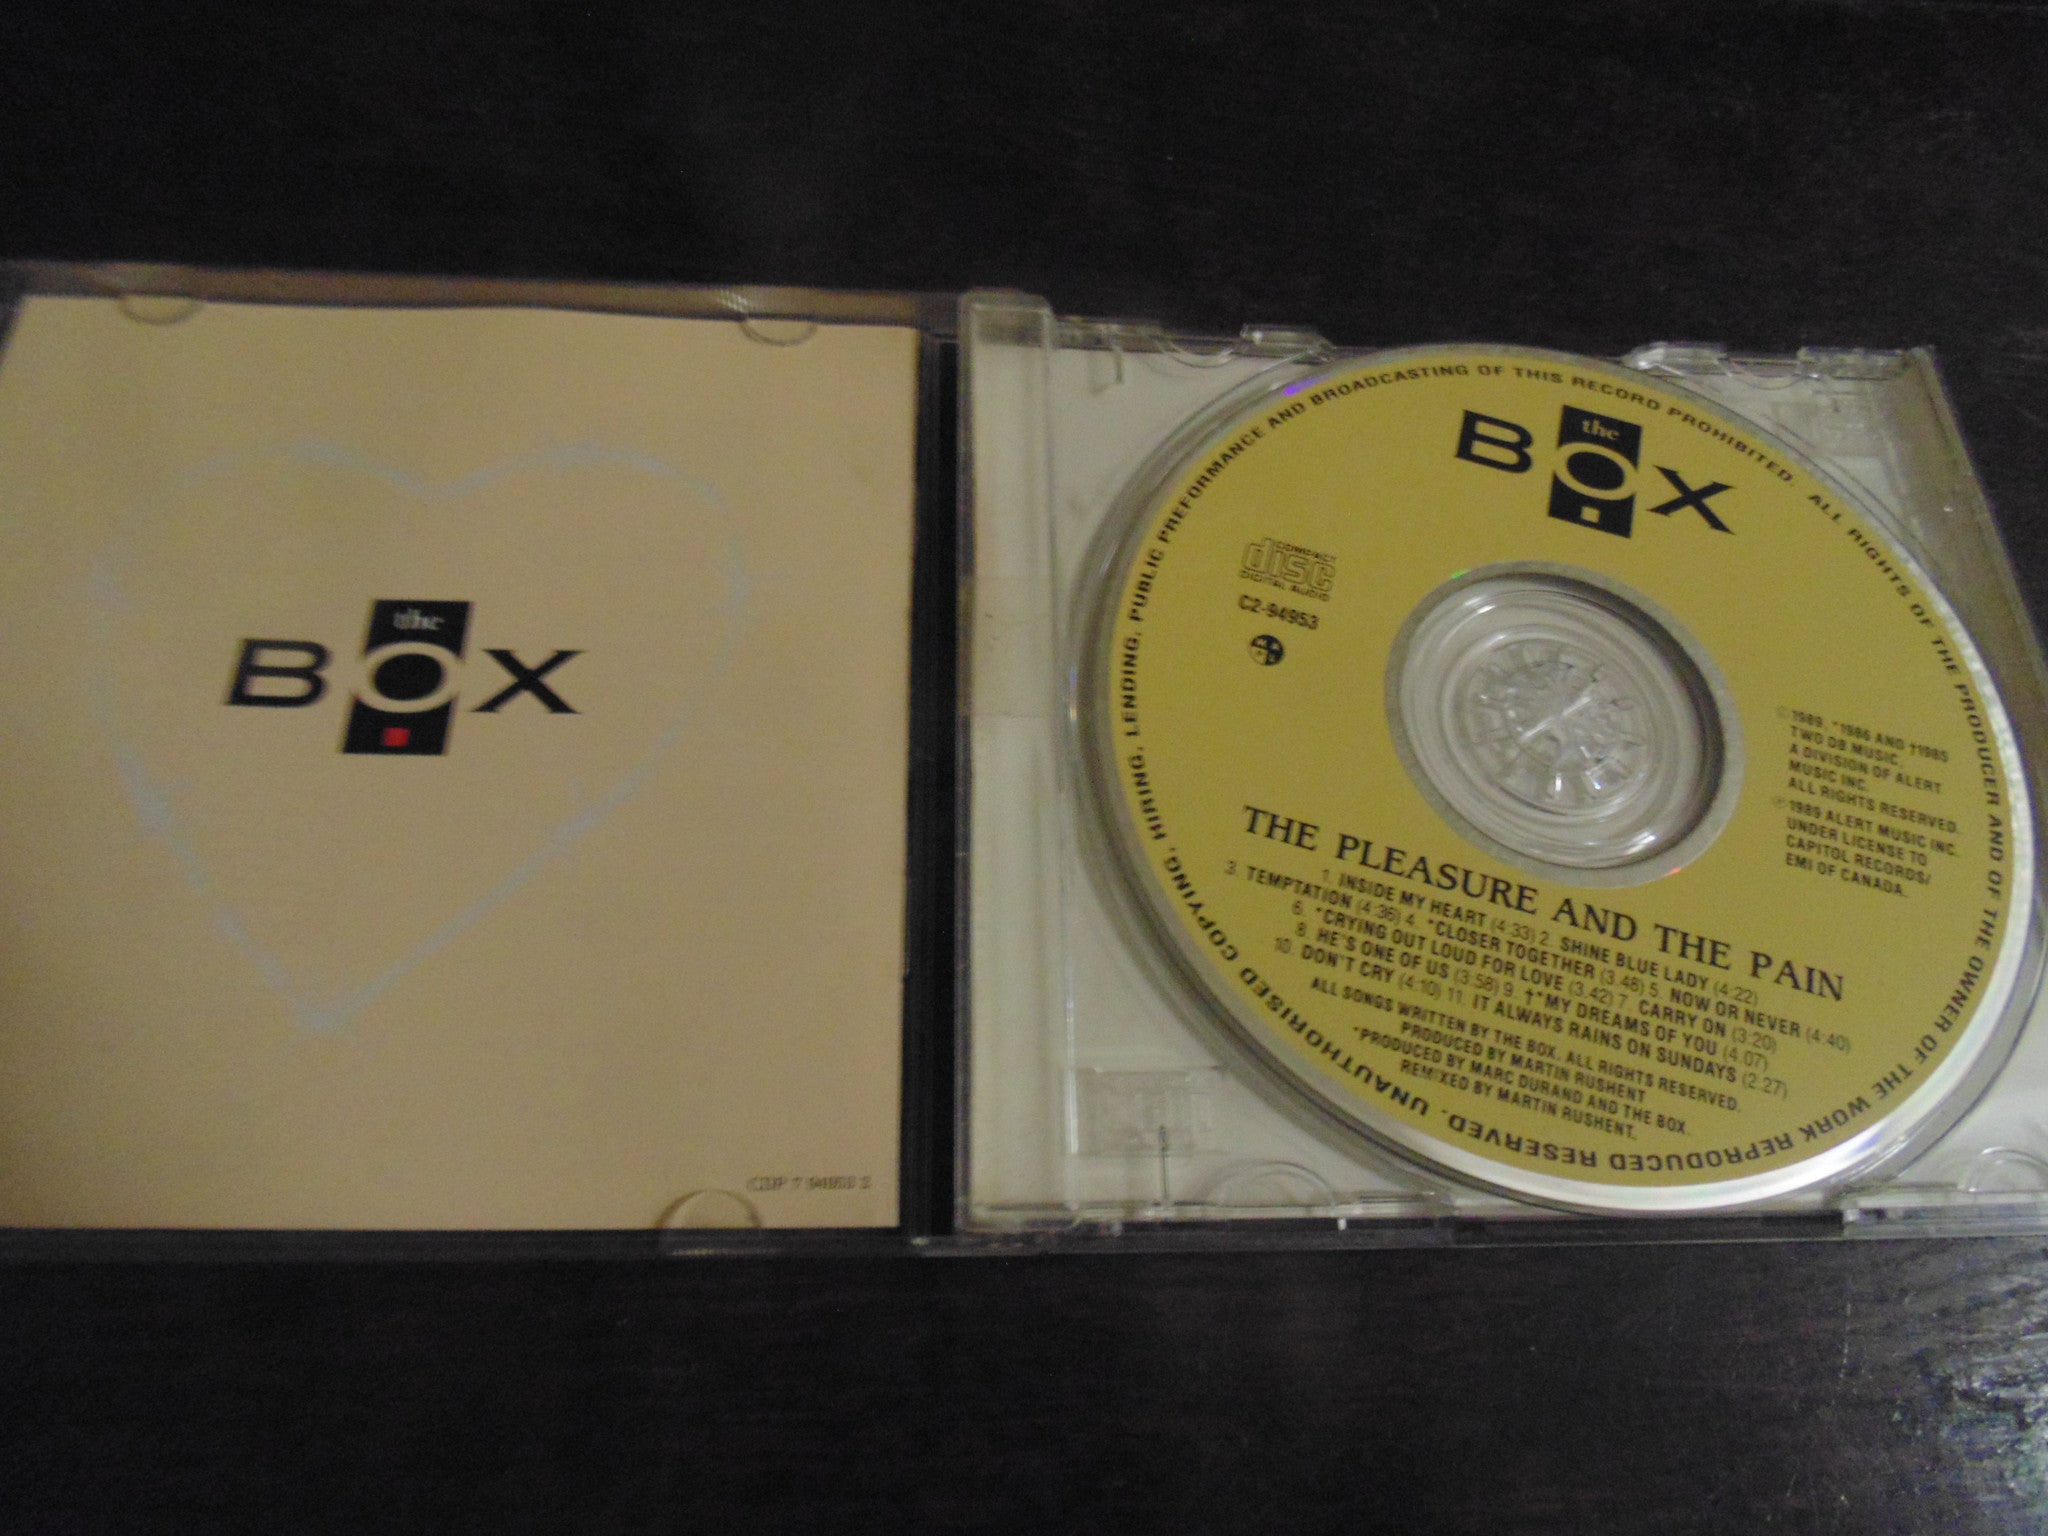 the
BOX
CDP 7 94953 2
the
BOX
COMPACT
disc
DIGITAL AUDIO
C2-94953
1989, *1986 AND †1985
TWO DB MUSIC,
A DIVISION OF ALERT
MUSIC INC.
ALL RIGHTS RESERVED.
℗ 1989 ALERT MUSIC INC.
UNDER LICENSE TO
CAPITOL RECORDS/
EMI OF CANADA.
THE PLEASURE AND THE PAIN
1. INSIDE MY HEART (4:33) 2. SHINE BLUE LADY (4:22)
3. TEMPTATION (4:36) 4. *CLOSER TOGETHER (3:48) 5. NOW OR NEVER (4:40)
6. *CRYING OUT LOUD FOR LOVE (3:42) 7. CARRY ON (3:20)
8. HE'S ONE OF US (3:58) 9. †*MY DREAMS OF YOU (4:07)
10. DON'T CRY (4:10) 11. IT ALWAYS RAINS ON SUNDAYS (2:27)
ALL SONGS WRITTEN BY THE BOX. ALL RIGHTS RESERVED.
PRODUCED BY MARTIN RUSHENT
*PRODUCED BY MARC DURAND AND THE BOX.
REMIXED BY MARTIN RUSHENT.
ALL RIGHTS OF THE PRODUCER AND OF THE OWNER OF THE WORK REPRODUCED RESERVED. UNAUTHORISED COPYING, HIRING, LENDING, PUBLIC PREFORMANCE AND BROADCASTING OF THIS RECORD PROHIBITED.